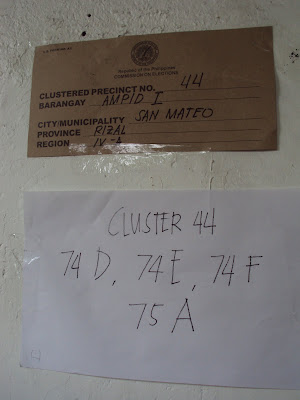 Republic of the Philippines
COMMISSION ON ELECTIONS
CLUSTERED PRECINCT NO. 44
BARANGAY AMPID I
CITY/MUNICIPALITY SAN MATEO
PROVINCE RIZAL
REGION IV-A
CLUSTER 44
74 D, 74 E, 74 F
75 A